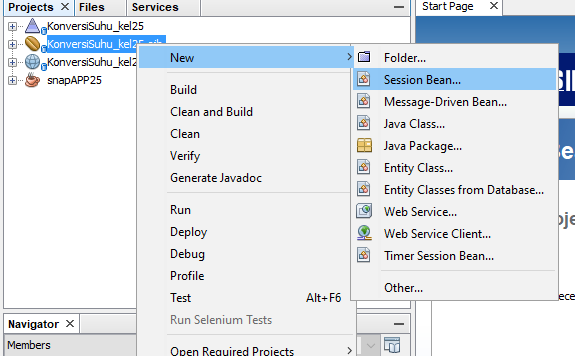 Projects X Files Services
Start Page X
KonversiSuhu_kel25
KonversiSuhu_kel25-ejb
KonversiSuhu_kel2
snapAPP25
New
Build
Clean and Build
Clean
Verify
Generate Javadoc
Run
Deploy
Debug
Profile
Test Alt+F6
Run Selenium Tests
Open Required Projects
Folder...
Session Bean...
Message-Driven Bean...
Java Class...
Java Package...
Entity Class...
Entity Classes from Database...
Web Service...
Web Service Client...
Timer Session Bean...
Other...
Navigator X
Members